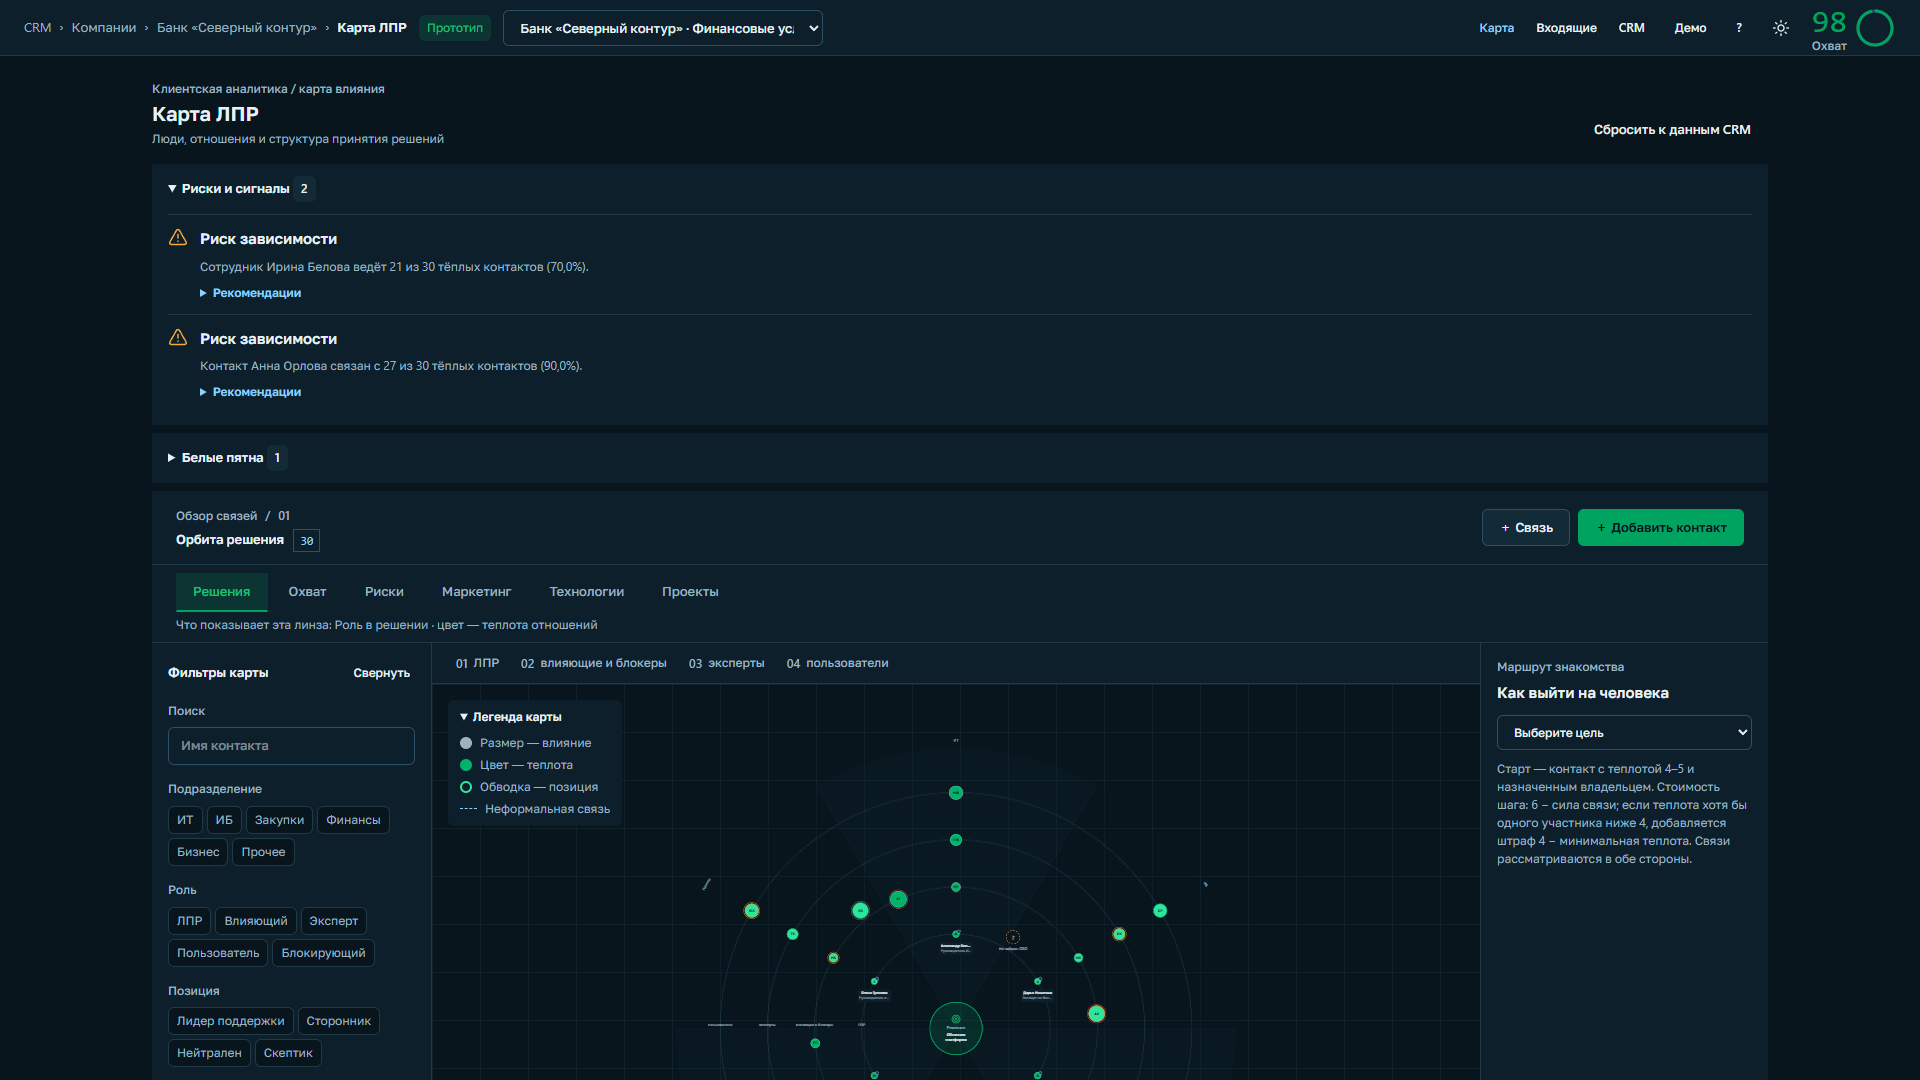 CRM › Компании › Банк «Северный контур» › Карта ЛПР Прототип Банк «Северный контур» · Финансовые ус Карта Входящие CRM Демо ? 98 Охват
Клиентская аналитика / карта влияния
Карта ЛПР
Люди, отношения и структура принятия решений
Сбросить к данным CRM
Риски и сигналы 2
Риск зависимости
Сотрудник Ирина Белова ведёт 21 из 30 тёплых контактов (70,0%).
Рекомендации
Риск зависимости
Контакт Анна Орлова связан с 27 из 30 тёплых контактов (90,0%).
Рекомендации
Белые пятна 1
Обзор связей / 01
Орбита решения 30
+ Связь + Добавить контакт
Решения Охват Риски Маркетинг Технологии Проекты
Что показывает эта линза: Роль в решении · цвет — теплота отношений
Фильтры карты Свернуть
Поиск
Имя контакта
Подразделение
ИТ ИБ Закупки Финансы
Бизнес Прочее
Роль
ЛПР Влияющий Эксперт
Пользователь Блокирующий
Позиция
Лидер поддержки Сторонник
Нейтрален Скептик
01 ЛПР 02 влияющие и блокеры 03 эксперты 04 пользователи
Легенда карты
Размер — влияние
Цвет — теплота
Обводка — позиция
Неформальная связь
Маршрут знакомства
Как выйти на человека
Выберите цель
Старт — контакт с теплотой 4–5 и
назначенным владельцем. Стоимость
шага: 6 − сила связи; если теплота хотя бы
одного участника ниже 4, добавляется
штраф 4 − минимальная теплота. Связи
рассматриваются в обе стороны.